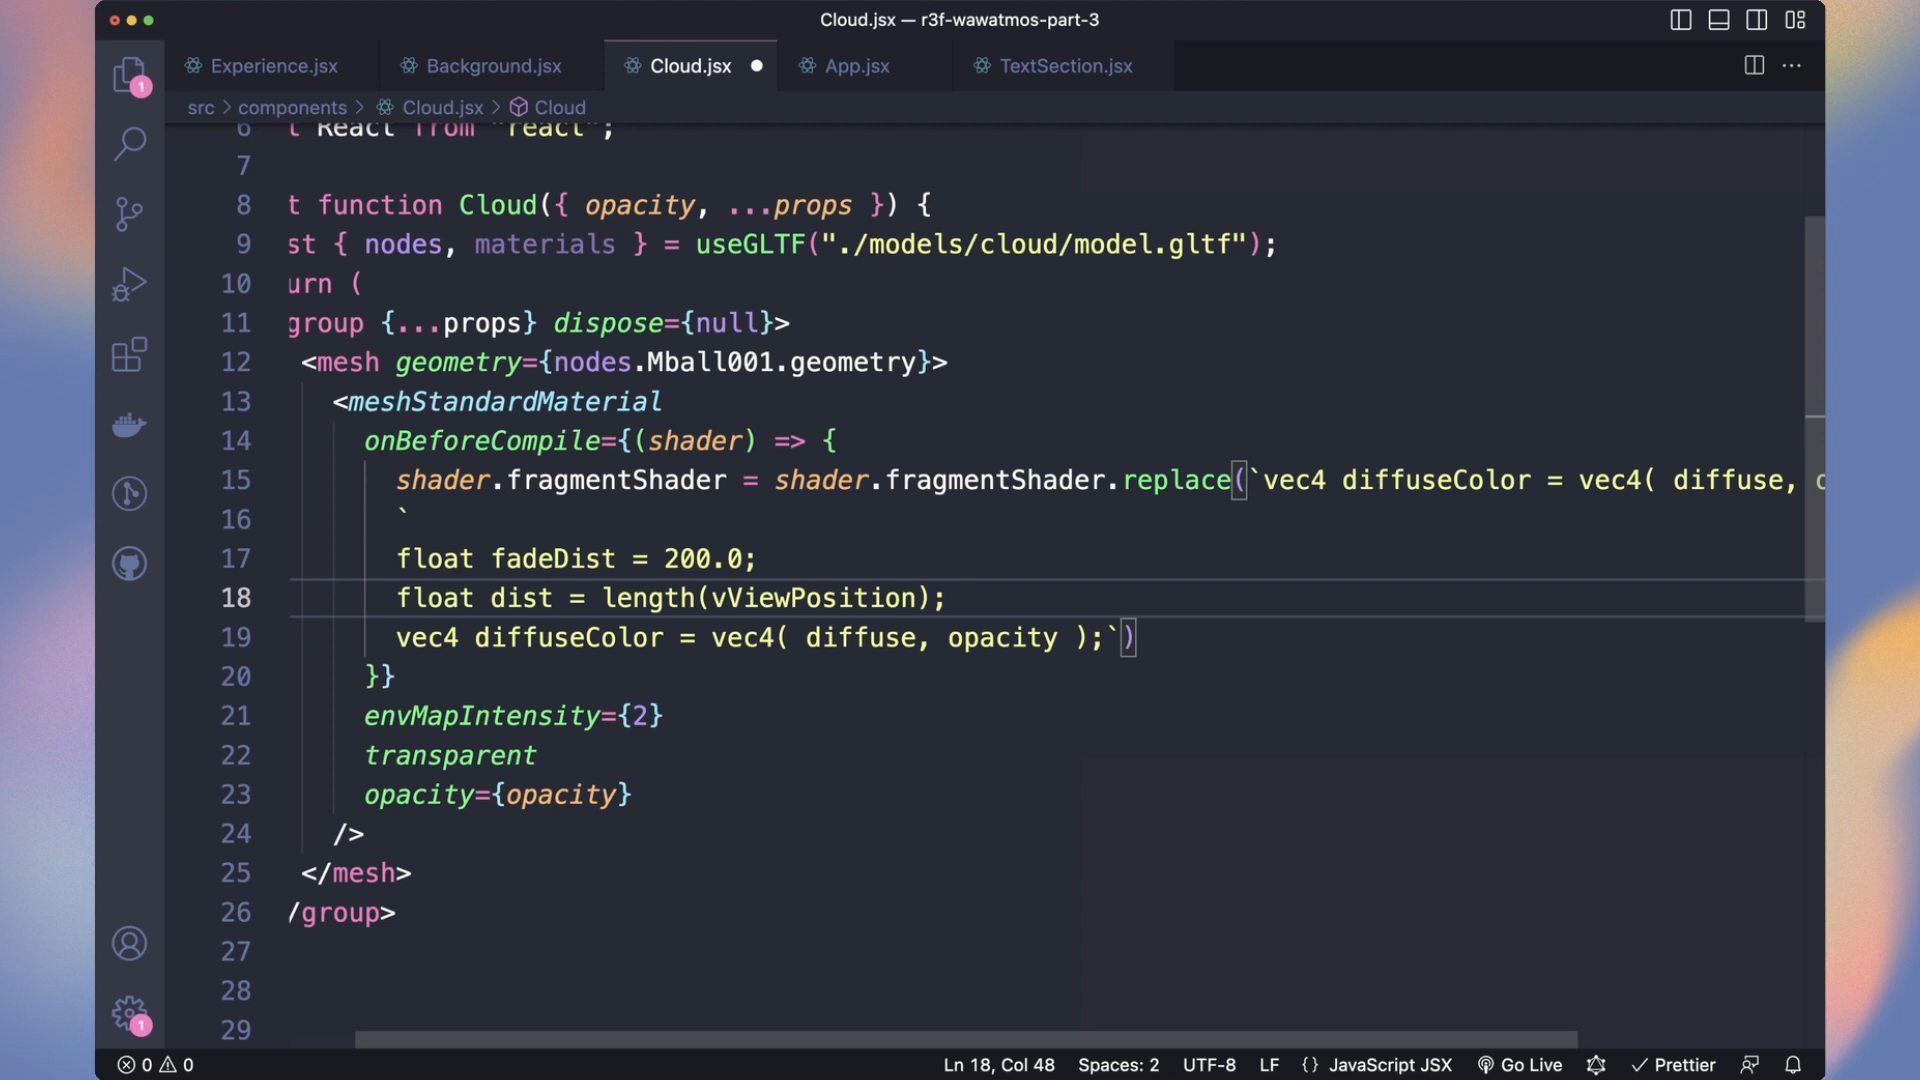 Cloud.jsx — r3f-wawatmos-part-3
1
Experience.jsx
Background.jsx
Cloud.jsx
App.jsx
TextSection.jsx
src > components > Cloud.jsx > Cloud
6 t React from "react";
7
8 t function Cloud({ opacity, ...props }) {
9 st { nodes, materials } = useGLTF("./models/cloud/model.gltf");
10 urn (
11 group {...props} dispose={null}>
12 <mesh geometry={nodes.Mball001.geometry}>
13 <meshStandardMaterial
14 onBeforeCompile={(shader) => {
15 shader.fragmentShader = shader.fragmentShader.replace(`vec4 diffuseColor = vec4( diffuse,
16 `
17 float fadeDist = 200.0;
18 float dist = length(vViewPosition);
19 vec4 diffuseColor = vec4( diffuse, opacity );`)
20 }}
21 envMapIntensity={2}
22 transparent
23 opacity={opacity}
24 />
25 </mesh>
26 /group>
27
28
29
1
0 0
Ln 18, Col 48
Spaces: 2
UTF-8
LF
{} JavaScript JSX
Go Live
Prettier